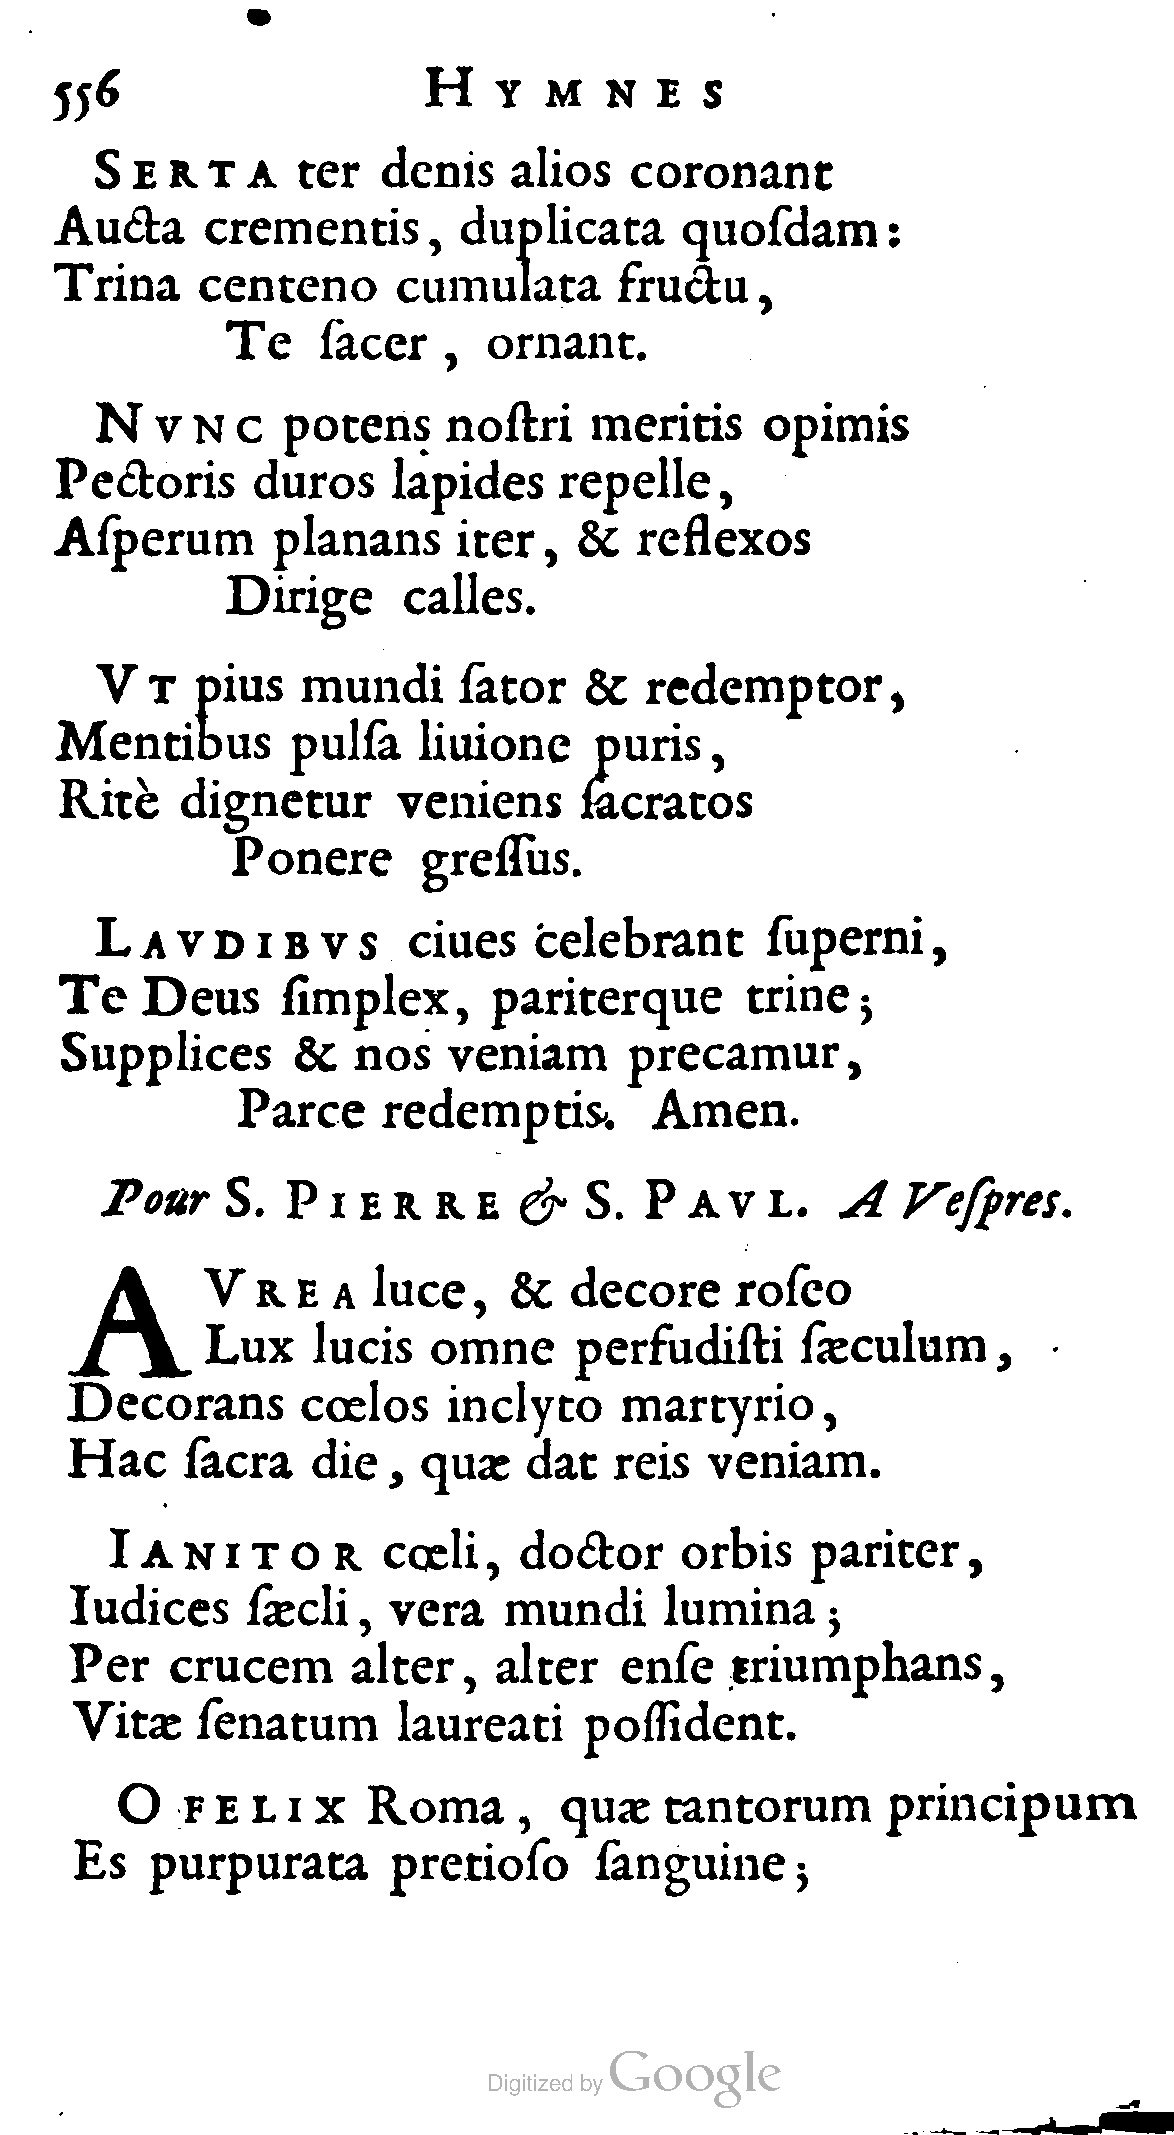 556 HYMNES
SERTA ter denis alios coronant
Aucta crementis, duplicata quoſdam:
Trina centeno cumulata fructu,
Te ſacer, ornant.
NVNC potens noſtri meritis opimis
Pectoris duros lapides repelle,
Aſperum planans iter, & reflexos
Dirige calles.
VT pius mundi ſator & redemptor,
Mentibus pulſa liuione puris,
Ritè dignetur veniens ſacratos
Ponere greſſus.
LAVDIBVS ciues celebrant ſuperni,
Te Deus ſimplex, pariterque trine;
Supplices & nos veniam precamur,
Parce redemptis. Amen.
Pour S. PIERRE & S. PAVL. A Veſpres.
AVREA luce, & decore roſeo
Lux lucis omne perfudiſti ſæculum,
Decorans cœlos inclyto martyrio,
Hac ſacra die, quæ dat reis veniam.
IANITOR cœli, doctor orbis pariter,
Iudices ſæcli, vera mundi lumina;
Per crucem alter, alter enſe triumphans,
Vitæ ſenatum laureati poſſident.
O FELIX Roma, quæ tantorum principum
Es purpurata pretioſo ſanguine;
Digitized by Google